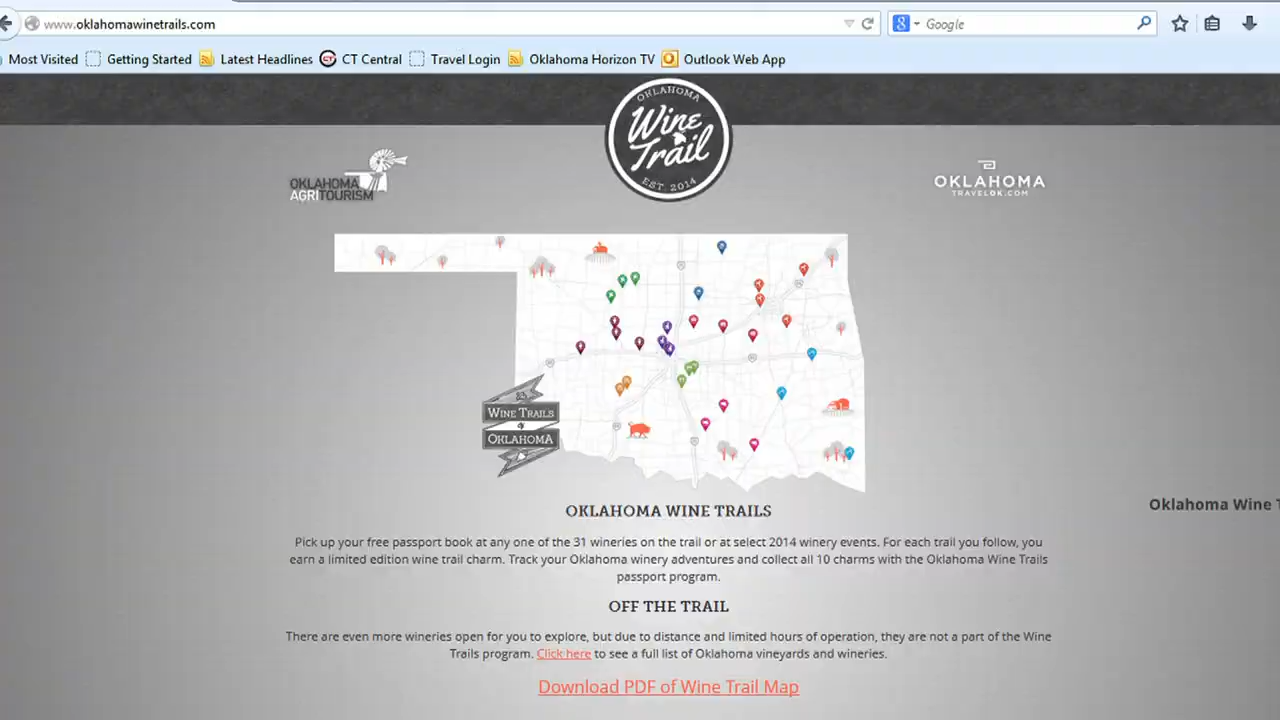 www.oklahomawinetrails.com
Google
Most Visited Getting Started Latest Headlines CT Central Travel Login Oklahoma Horizon TV Outlook Web App
OKLAHOMA
Wine
Trail
EST. 2014
OKLAHOMA
AGRITOURISM
OKLAHOMA
TRAVELOK.COM
WINE TRAILS
of
OKLAHOMA
OKLAHOMA WINE TRAILS
Oklahoma Wine T
Pick up your free passport book at any one of the 31 wineries on the trail or at select 2014 winery events. For each trail you follow, you
earn a limited edition wine trail charm. Track your Oklahoma winery adventures and collect all 10 charms with the Oklahoma Wine Trails
passport program.
OFF THE TRAIL
There are even more wineries open for you to explore, but due to distance and limited hours of operation, they are not a part of the Wine
Trails program. Click here to see a full list of Oklahoma vineyards and wineries.
Download PDF of Wine Trail Map